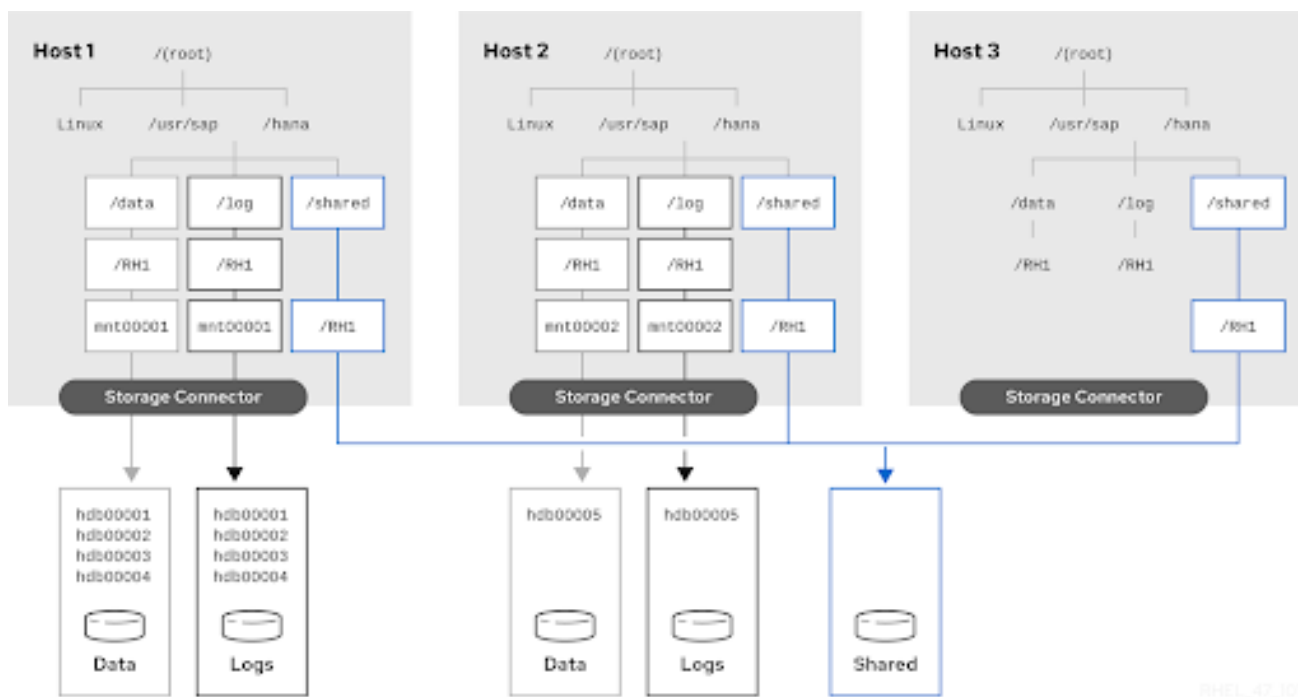 Host 1
/(root)
Linux
/usr/sap
/hana
/data
/log
/shared
/RH1
/RH1
mnt00001
mnt00001
/RH1
Storage Connector
Host 2
/(root)
Linux
/usr/sap
/hana
/data
/log
/shared
/RH1
/RH1
mnt00002
mnt00002
/RH1
Storage Connector
Host 3
/(root)
Linux
/usr/sap
/hana
/data
/log
/shared
/RH1
/RH1
/RH1
Storage Connector
hdb00001
hdb00002
hdb00003
hdb00004
Data
hdb00001
hdb00002
hdb00003
hdb00004
Logs
hdb00005
Data
hdb00005
Logs
Shared